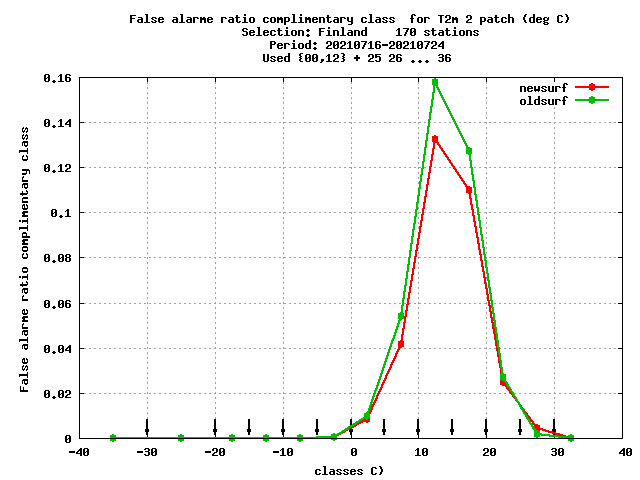 False alarme ratio complimentary class  for T2m 2 patch (deg C)
Selection: Finland    170 stations
Period: 20210716-20210724
Used {00,12} + 25 26 ... 36
newsurf
oldsurf
False alarme ratio complimentary class
0.16
0.14
0.12
0.1
0.08
0.06
0.04
0.02
0
-40 -30 -20 -10 0 10 20 30 40
classes C)